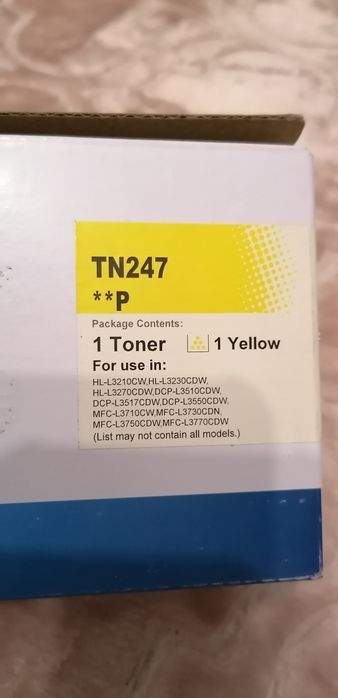 TN247
**P
Package Contents:
1 Toner 1 Yellow
For use in:
HL-L3210CW,HL-L3230CDW,
HL-L3270CDW,DCP-L3510CDW,
DCP-L3517CDW,DCP-L3550CDW,
MFC-L3710CW,MFC-L3730CDN,
MFC-L3750CDW,MFC-L3770CDW
(List may not contain all models.)